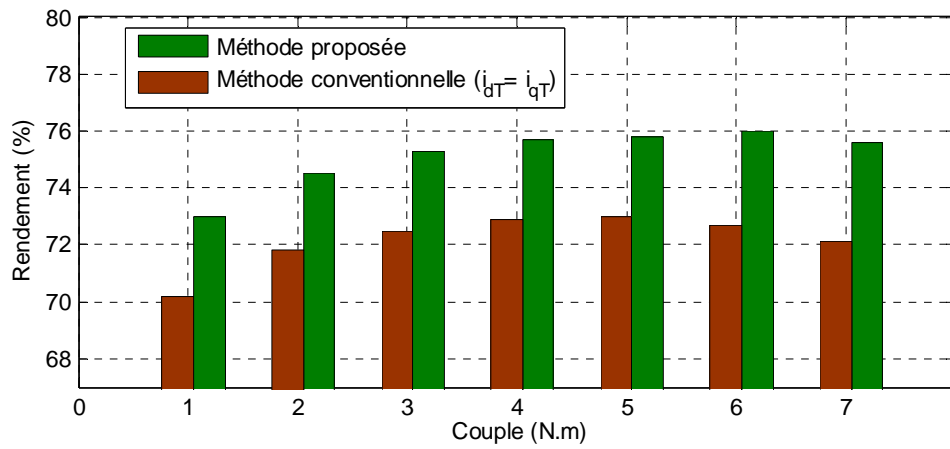 80
78
76
74
72
70
68
Rendement (%)
Méthode proposée
Méthode conventionnelle (i_dT= i_qT)
0 1 2 3 4 5 6 7
Couple (N.m)